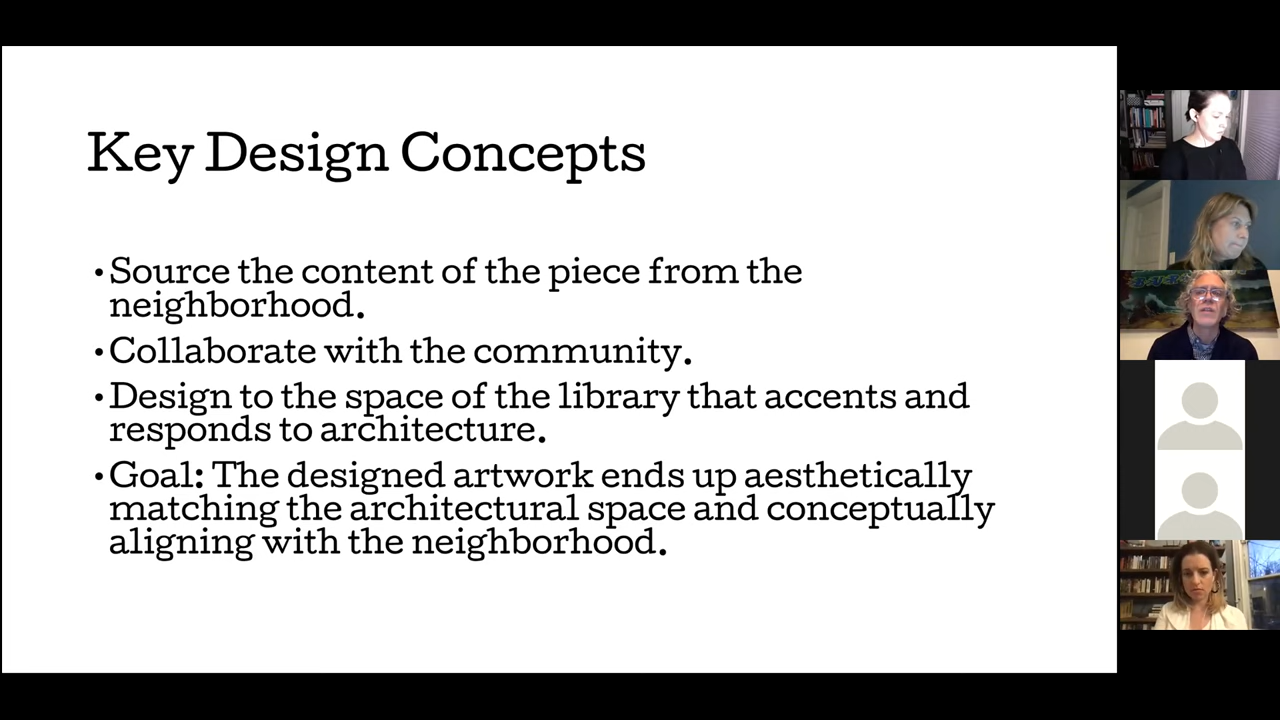 Key Design Concepts
•Source the content of the piece from the
neighborhood.
•Collaborate with the community.
•Design to the space of the library that accents and
responds to architecture.
•Goal: The designed artwork ends up aesthetically
matching the architectural space and conceptually
aligning with the neighborhood.